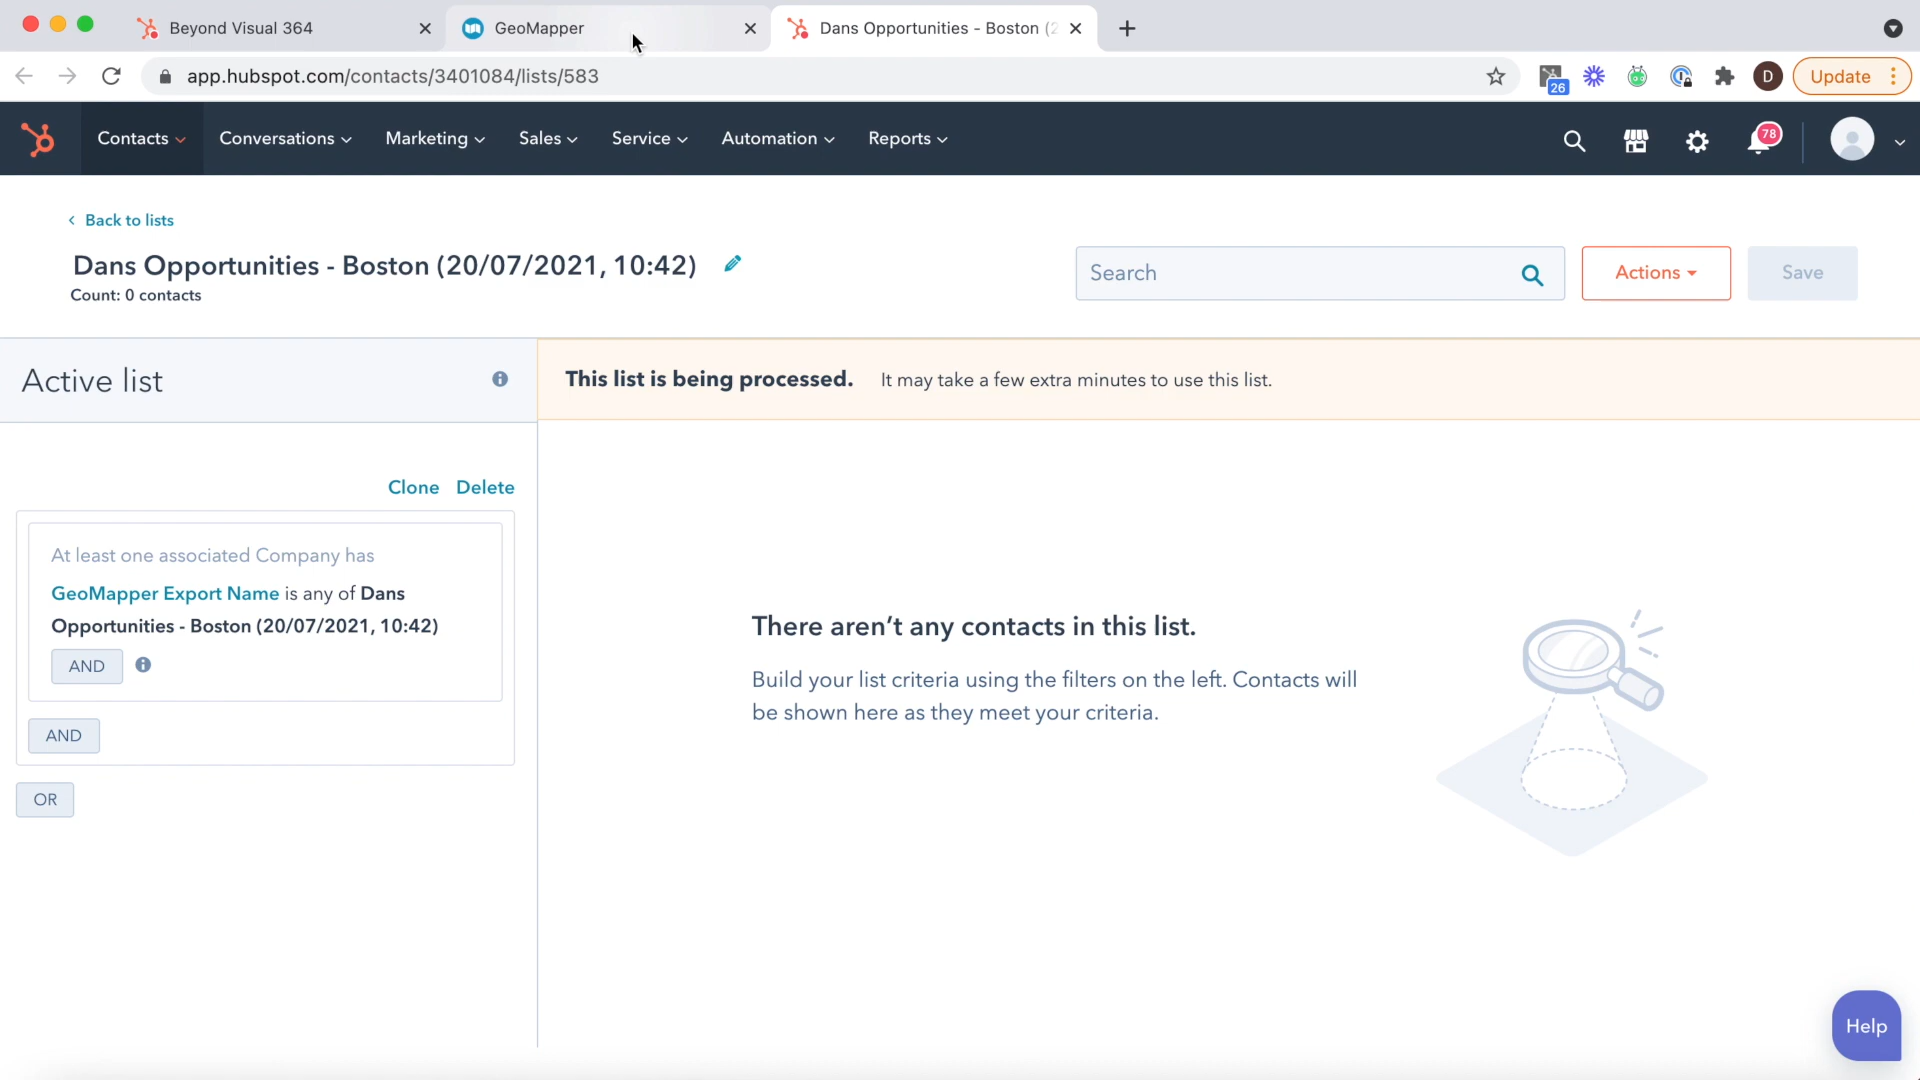 Beyond Visual 364
GeoMapper
Dans Opportunities - Boston (2
app.hubspot.com/contacts/3401084/lists/583
26
D
Update
Contacts
Conversations
Marketing
Sales
Service
Automation
Reports
78
Back to lists
Dans Opportunities - Boston (20/07/2021, 10:42)
Count: 0 contacts
Search
Actions
Save
Active list
This list is being processed. It may take a few extra minutes to use this list.
Clone Delete
At least one associated Company has
GeoMapper Export Name is any of Dans
Opportunities - Boston (20/07/2021, 10:42)
AND
AND
OR
There aren't any contacts in this list.
Build your list criteria using the filters on the left. Contacts will
be shown here as they meet your criteria.
Help